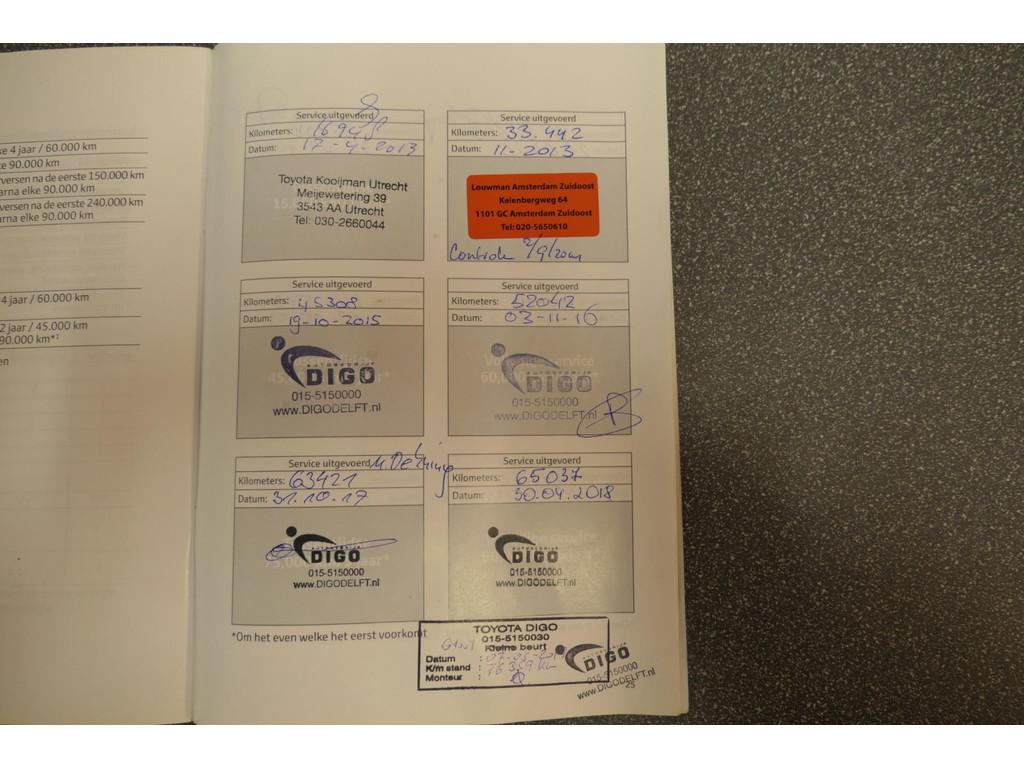 ke 4 jaar / 60.000 km
ke 90.000 km
versen na de eerste 150.000 km
arna elke 90.000 km
versen na de eerste 240.000 km
arna elke 90.000 km
4 jaar / 60.000 km
2 jaar / 45.000 km
90.000 km*¹
en
Service uitgevoerd
Kilometers:
Datum: 17-4-2013
Toyota Kooijman Utrecht
Meijewetering 39
3543 AA Utrecht
Tel: 030-2660044
Service uitgevoerd
Kilometers: 33.442
Datum: 11-2013
Louwman Amsterdam Zuidoost
Keienbergweg 64
1101 GC Amsterdam Zuidoost
Tel: 020-5650610
Controle
Service uitgevoerd
Kilometers: 45308
Datum: 19-10-2015
AUTOBEDRIJF
DIGO
015-5150000
www.DIGODELFT.nl
Service uitgevoerd
Kilometers: 52042
Datum: 03-11-16
AUTOBEDRIJF
DIGO
015-5150000
www.DIGODELFT.nl
Service uitgevoerd
Kilometers: 63421
Datum: 31.10.17
AUTOBEDRIJF
DIGO
015-5150000
www.DIGODELFT.nl
Service uitgevoerd
Kilometers: 65037
Datum: 30.04.2018
AUTOBEDRIJF
DIGO
015-5150000
www.DIGODELFT.nl
*Om het even welke het eerst voorkomt
TOYOTA DIGO
015-5150030
Kleine beurt
Datum :
K/m stand :
Monteur :
DIGO
015-5150000
www.DIGODELFT.nl
25